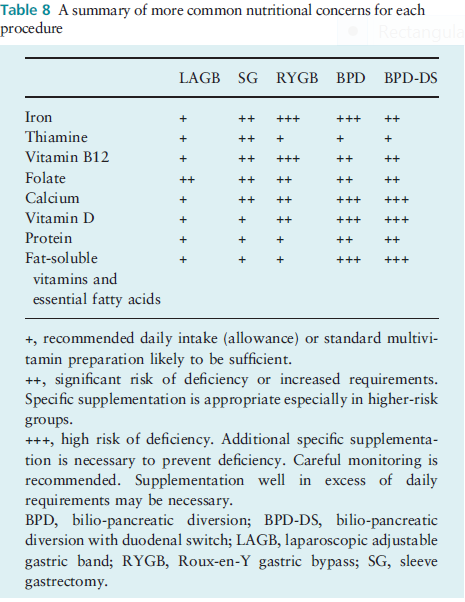 Table 8 A summary of more common nutritional concerns for each
procedure
Rectangula
LAGB SG RYGB BPD BPD-DS
Iron + ++ +++ +++ ++
Thiamine + ++ + + +
Vitamin B12 + ++ +++ ++ ++
Folate ++ ++ ++ ++ ++
Calcium + ++ ++ +++ +++
Vitamin D + + ++ +++ +++
Protein + + + ++ ++
Fat-soluble + + + +++ +++
vitamins and
essential fatty acids
+, recommended daily intake (allowance) or standard multivi-
tamin preparation likely to be sufficient.
++, significant risk of deficiency or increased requirements.
Specific supplementation is appropriate especially in higher-risk
groups.
+++, high risk of deficiency. Additional specific supplementa-
tion is necessary to prevent deficiency. Careful monitoring is
recommended. Supplementation well in excess of daily
requirements may be necessary.
BPD, bilio-pancreatic diversion; BPD-DS, bilio-pancreatic
diversion with duodenal switch; LAGB, laparoscopic adjustable
gastric band; RYGB, Roux-en-Y gastric bypass; SG, sleeve
gastrectomy.